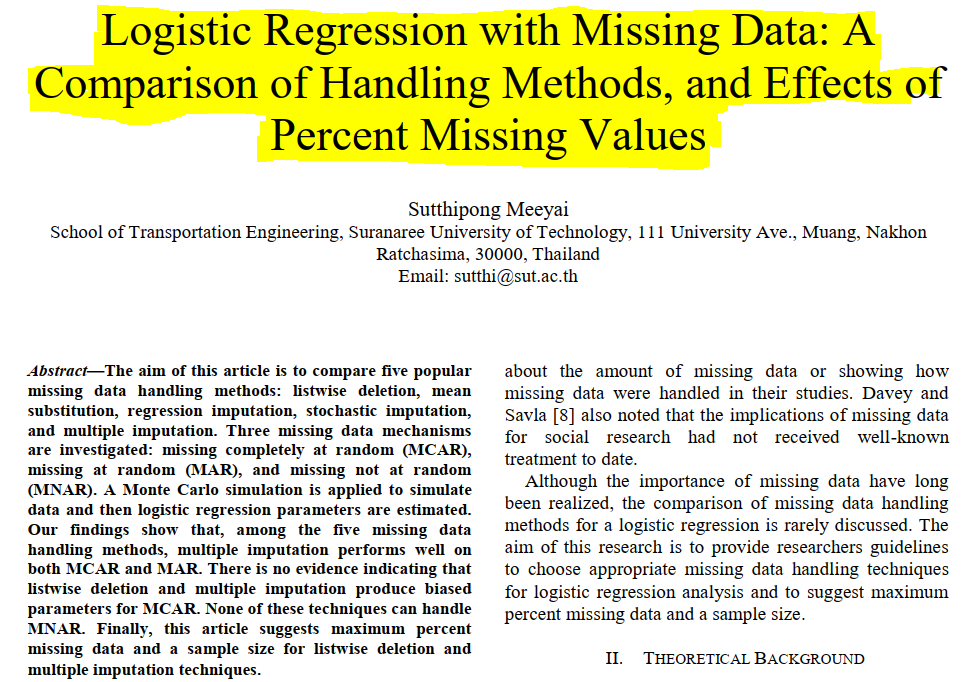 Logistic Regression with Missing Data: A
Comparison of Handling Methods, and Effects of
Percent Missing Values
Sutthipong Meeyai
School of Transportation Engineering, Suranaree University of Technology, 111 University Ave., Muang, Nakhon
Ratchasima, 30000, Thailand
Email: sutthi@sut.ac.th
Abstract—The aim of this article is to compare five popular
missing data handling methods: listwise deletion, mean
substitution, regression imputation, stochastic imputation,
and multiple imputation. Three missing data mechanisms
are investigated: missing completely at random (MCAR),
missing at random (MAR), and missing not at random
(MNAR). A Monte Carlo simulation is applied to simulate
data and then logistic regression parameters are estimated.
Our findings show that, among the five missing data
handling methods, multiple imputation performs well on
both MCAR and MAR. There is no evidence indicating that
listwise deletion and multiple imputation produce biased
parameters for MCAR. None of these techniques can handle
MNAR. Finally, this article suggests maximum percent
missing data and a sample size for listwise deletion and
multiple imputation techniques.
about the amount of missing data or showing how
missing data were handled in their studies. Davey and
Savla [8] also noted that the implications of missing data
for social research had not received well-known
treatment to date.
Although the importance of missing data have long
been realized, the comparison of missing data handling
methods for a logistic regression is rarely discussed. The
aim of this research is to provide researchers guidelines
to choose appropriate missing data handling techniques
for logistic regression analysis and to suggest maximum
percent missing data and a sample size.
II. THEORETICAL BACKGROUND